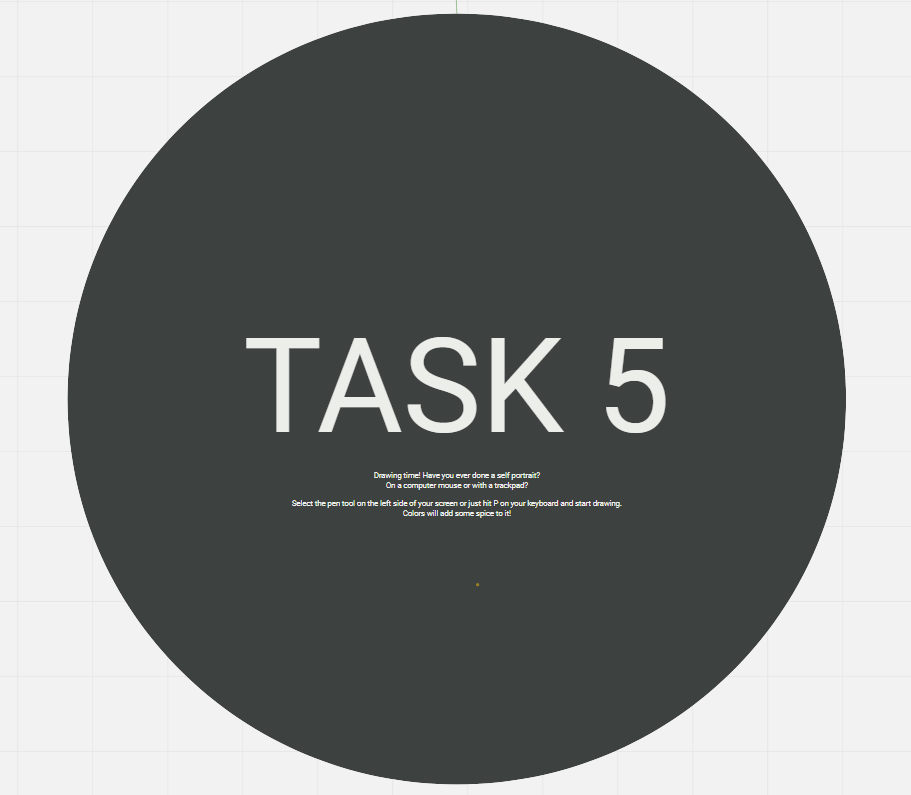 TASK 5
Drawing time! Have you ever done a self portrait?
On a computer mouse or with a trackpad?
Select the pen tool on the left side of your screen or just hit P on your keyboard and start drawing.
Colors will add some spice to it!